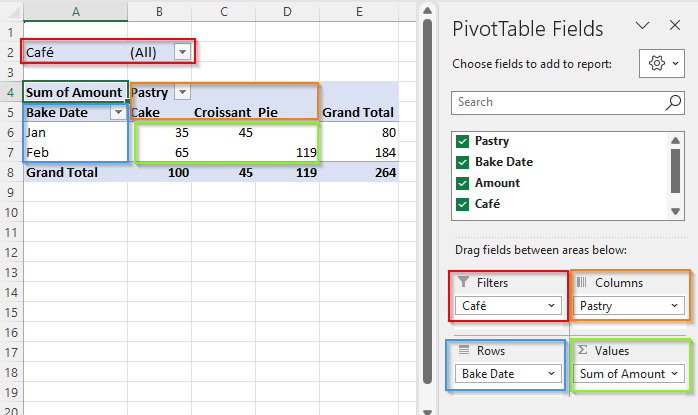 A B C D E
1
2 Café (All)
3
4 Sum of Amount Pastry
5 Bake Date Cake Croissant Pie Grand Total
6 Jan 35 45 80
7 Feb 65 119 184
8 Grand Total 100 45 119 264
9
10
11
12
13
14
15
16
17
18
19
20
PivotTable Fields
Choose fields to add to report:
Search
Pastry
Bake Date
Amount
Café
Drag fields between areas below:
Filters
Café
Columns
Pastry
Rows
Bake Date
Σ Values
Sum of Amount